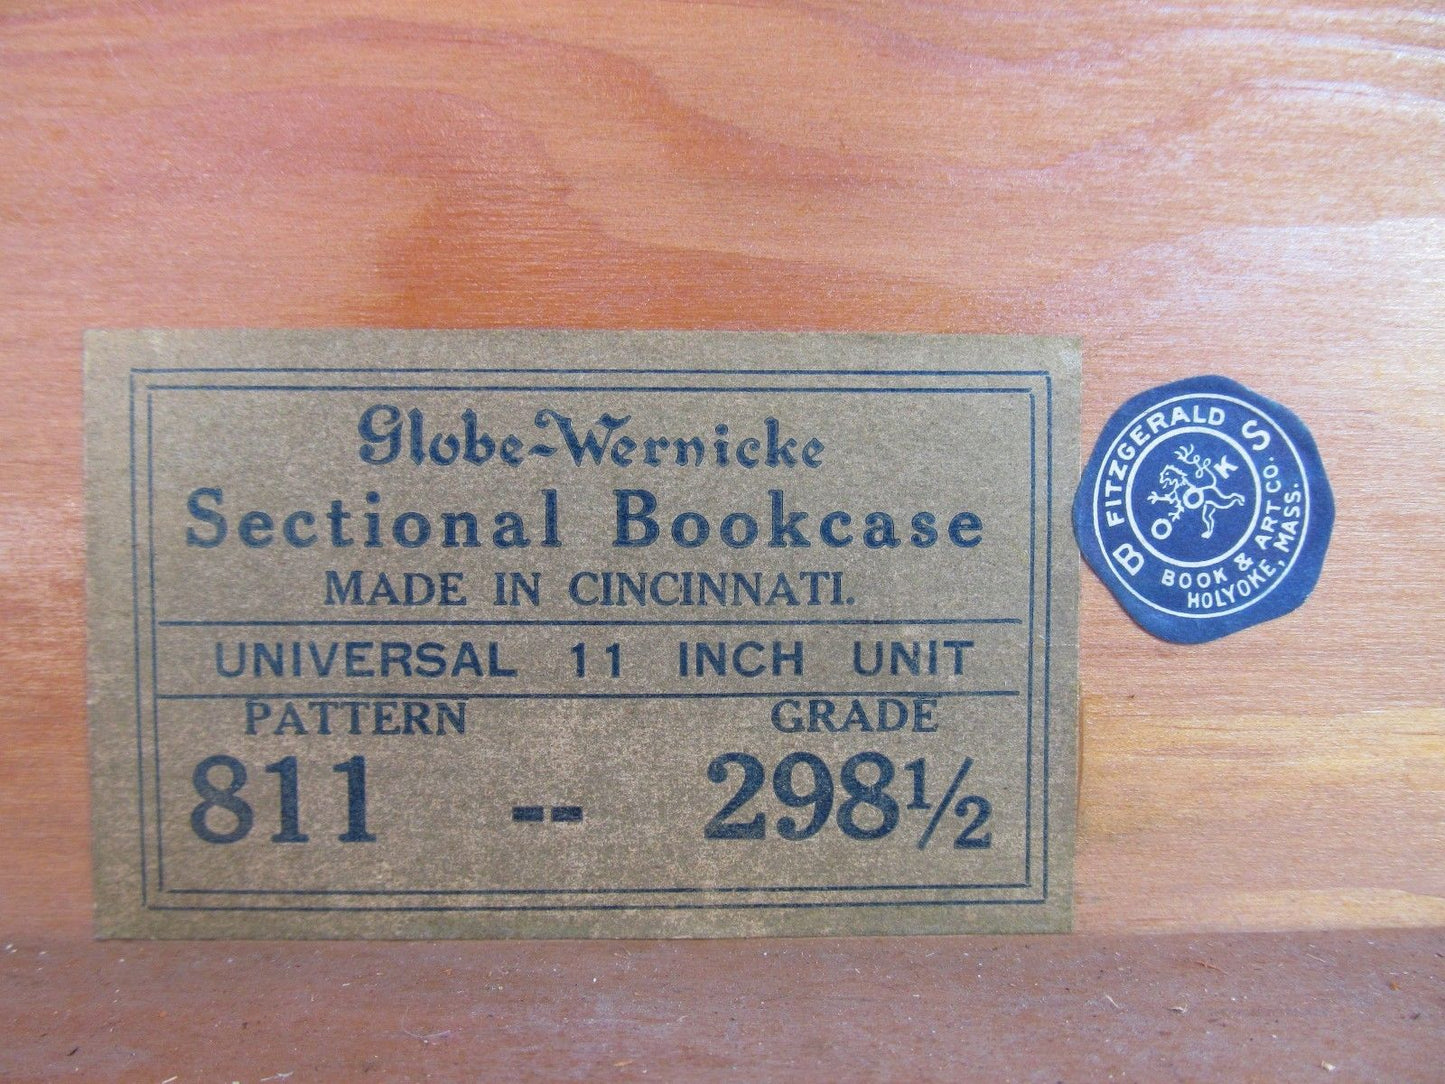 Globe-Wernicke
Sectional Bookcase
MADE IN CINCINNATI.
UNIVERSAL 11 INCH UNIT
PATTERN GRADE
811 -- 298½
FITZGERALD
BOOK & ART CO.
HOLYOKE, MASS.
B O O K S